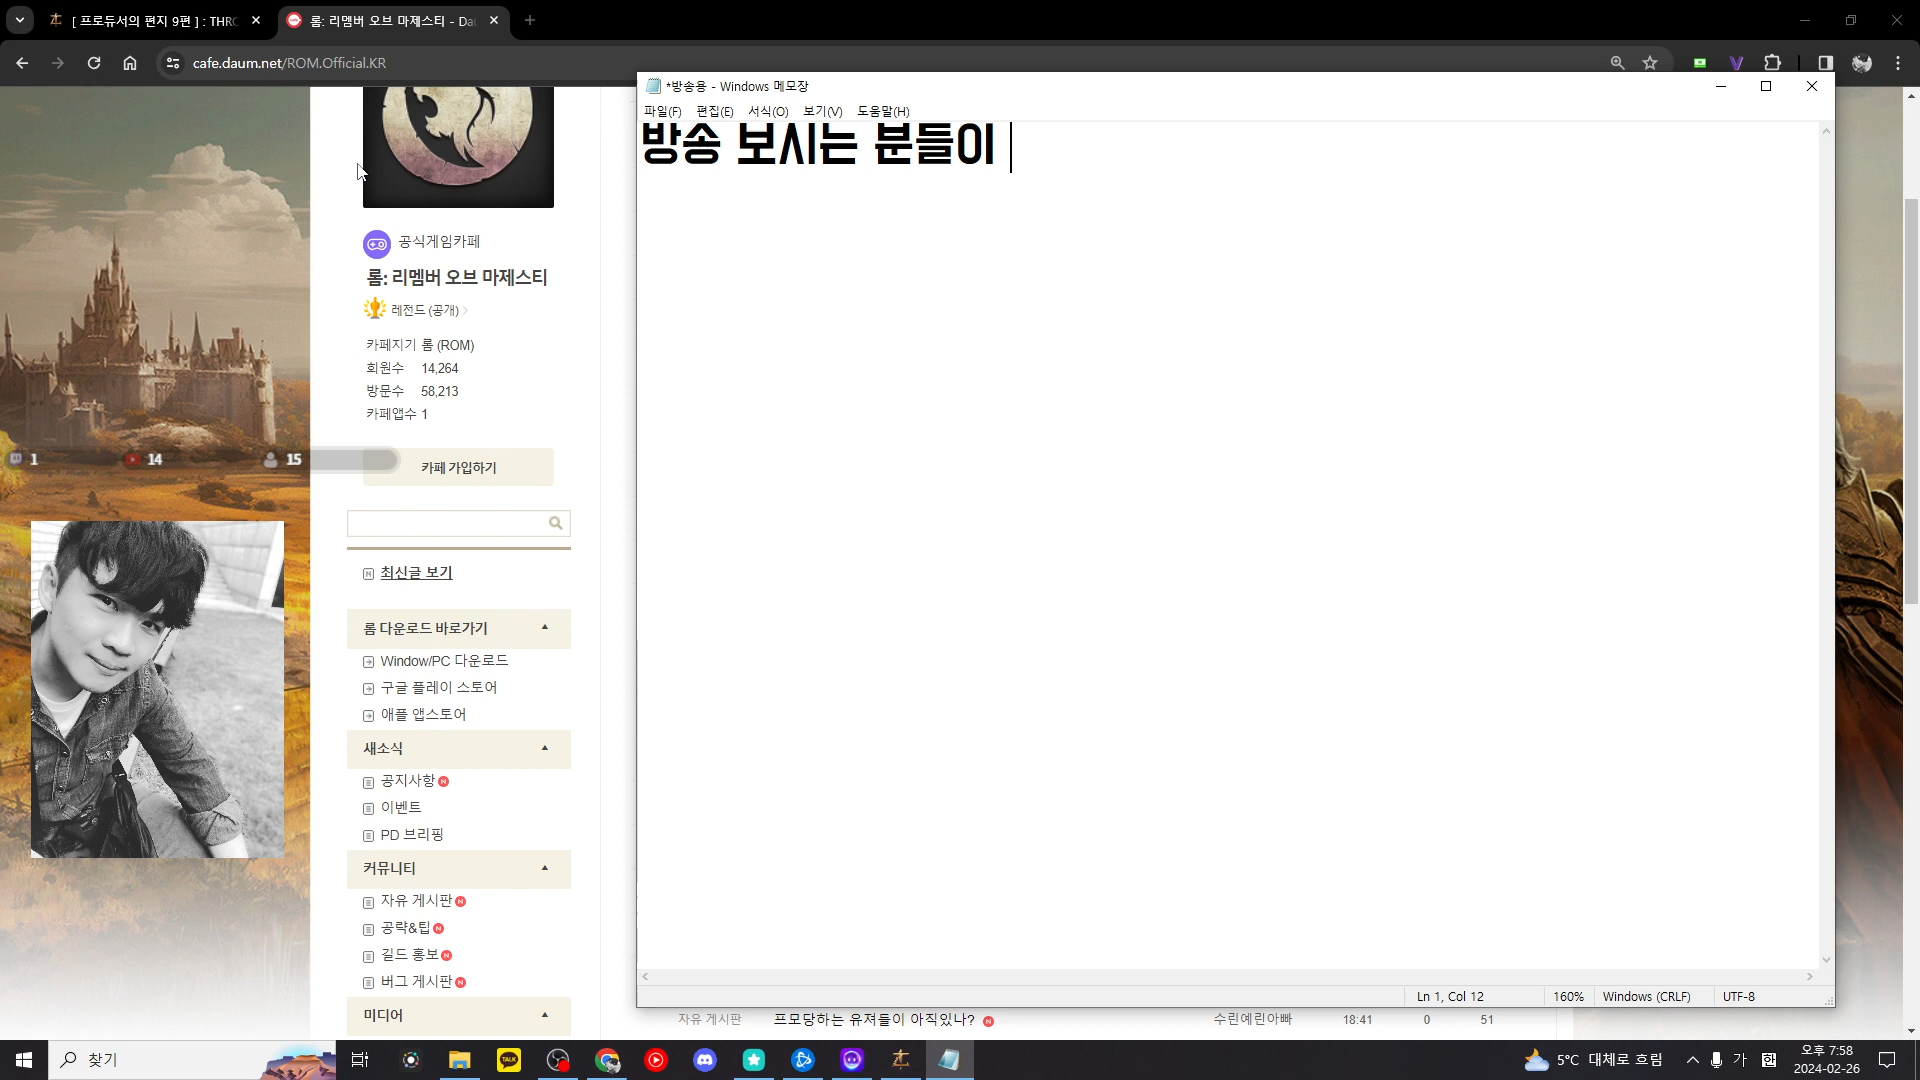 [ 프로듀서의 편지 9편 ] : THRO
롬: 리멤버 오브 마제스티 - Dau
cafe.daum.net/ROM.Official.KR
*방송용 - Windows 메모장
파일(F) 편집(E) 서식(O) 보기(V) 도움말(H)
방송 보시는 분들이
공식게임카페
롬: 리멤버 오브 마제스티
레전드 (공개)
카페지기 롬 (ROM)
회원수 14,264
방문수 58,213
카페앱수 1
1 14 15
카페 가입하기
최신글 보기
롬 다운로드 바로가기
Window/PC 다운로드
구글 플레이 스토어
애플 앱스토어
새소식
공지사항 N
이벤트
PD 브리핑
커뮤니티
자유 게시판 N
공략&팁 N
길드 홍보 N
버그 게시판 N
미디어
Ln 1, Col 12 160% Windows (CRLF) UTF-8
자유 게시판 프모당하는 유져들이 아직있나? N 수린예린아빠 18:41 0 51
찾기
TALK
5°C 대체로 흐림
가
한
오후 7:58
2024-02-26